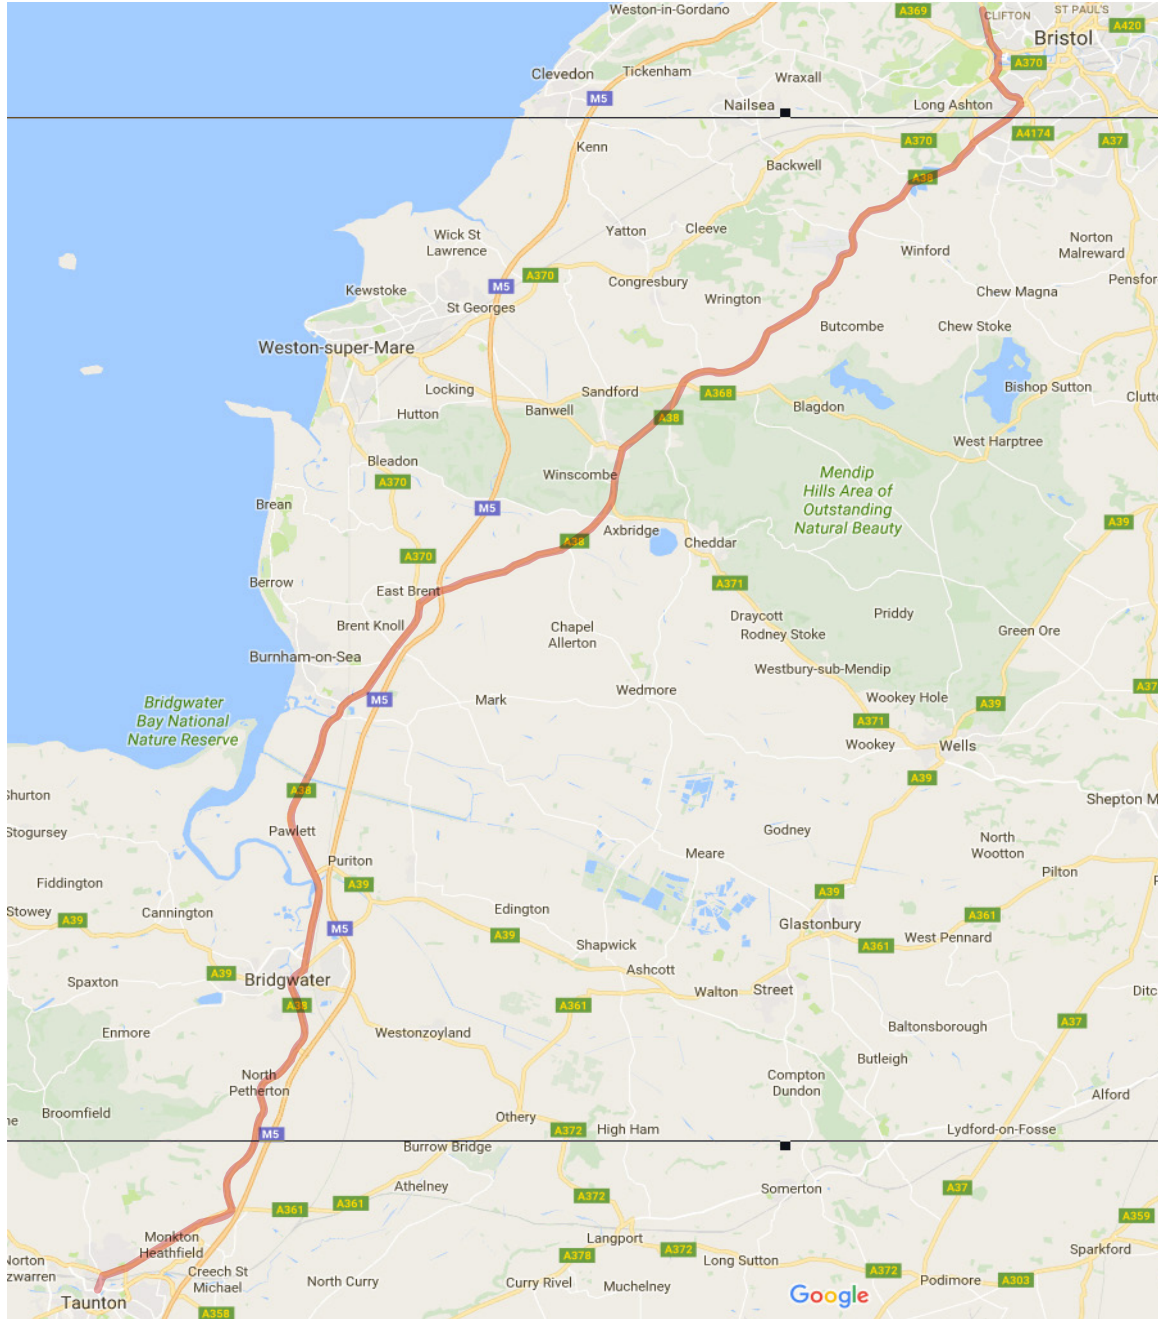 Weston-in-Gordano
A369
CLIFTON
ST PAUL'S
A420
Bristol
Clevedon
Tickenham
Wraxall
A370
M5
Nailsea
Long Ashton
Kenn
A370
A4174
A37
Backwell
A38
Wick St
Lawrence
Yatton
Cleeve
Winford
Norton
Malreward
A370
Congresbury
Pensfor
M5
Kewstoke
St Georges
Wrington
Chew Magna
Butcombe
Chew Stoke
Weston-super-Mare
Locking
Sandford
A368
Bishop Sutton
Clutt
Hutton
Banwell
A38
Blagdon
West Harptree
Bleadon
Winscombe
Mendip
Hills Area of
Outstanding
Natural Beauty
A370
Brean
M5
A39
Axbridge
A38
Cheddar
A370
Berrow
East Brent
A371
Brent Knoll
Chapel
Allerton
Draycott
Priddy
Rodney Stoke
Green Ore
Burnham-on-Sea
Westbury-sub-Mendip
Bridgwater
Bay National
Nature Reserve
M5
Mark
Wedmore
Wookey Hole
A39
A37
A371
Wookey
Wells
A39
Shurton
A38
Shepton M
Stogursey
Pawlett
Godney
North
Wootton
Puriton
Meare
Pilton
Fiddington
A39
A39
Stowey
A39
Cannington
Edington
Glastonbury
A361
M5
A39
Shapwick
A361
West Pennard
Spaxton
A39
Bridgwater
Ashcott
Walton
Street
Ditc
A38
A361
Enmore
Westonzoyland
Baltonsborough
A37
Butleigh
North
Petherton
Compton
Dundon
Alford
Broomfield
ne
Othery
A372
High Ham
Lydford-on-Fosse
M5
Burrow Bridge
Athelney
A372
Somerton
A37
A361
A361
A359
Monkton
Heathfield
Langport
A372
Sparkford
Norton
zwarren
A378
Long Sutton
Creech St
Michael
North Curry
Curry Rivel
Muchelney
A372
Podimore
A303
Taunton
A358
Google